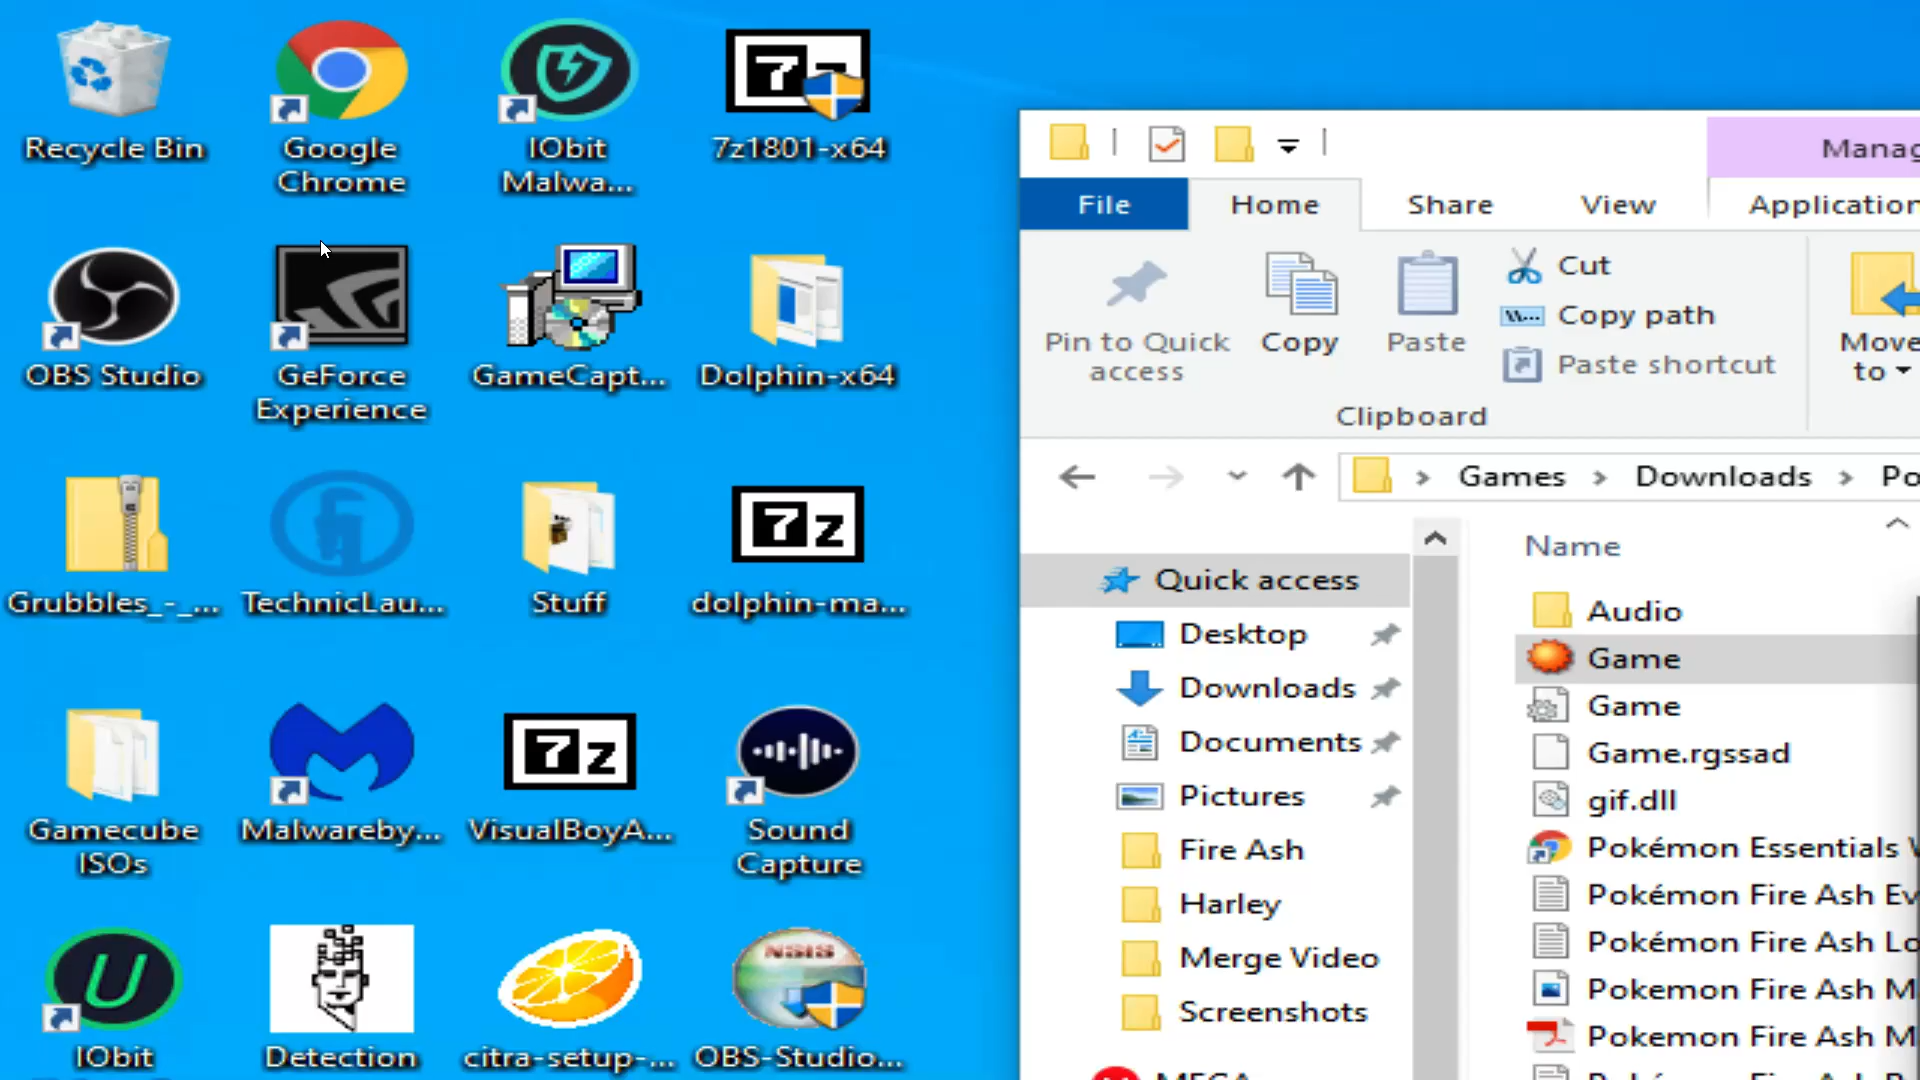 Recycle Bin
Google
Chrome
IObit
Malwa...
7z1801-x64
OBS Studio
GeForce
Experience
GameCapt...
Dolphin-x64
Grubbles_-_...
TechnicLau...
Stuff
dolphin-ma...
Gamecube
ISOs
Malwareby...
VisualBoyA...
Sound
Capture
IObit
Detection
citra-setup-...
OBS-Studio...
Manag
File
Home
Share
View
Application
Pin to Quick
access
Copy
Paste
Cut
Copy path
Paste shortcut
Move
to
Clipboard
Games
Downloads
Po
Name
Quick access
Desktop
Downloads
Documents
Pictures
Fire Ash
Harley
Merge Video
Screenshots
MEGA
Audio
Game
Game
Game.rgssad
gif.dll
Pokémon Essentials
Pokémon Fire Ash Ev
Pokémon Fire Ash Lo
Pokemon Fire Ash M
Pokemon Fire Ash M